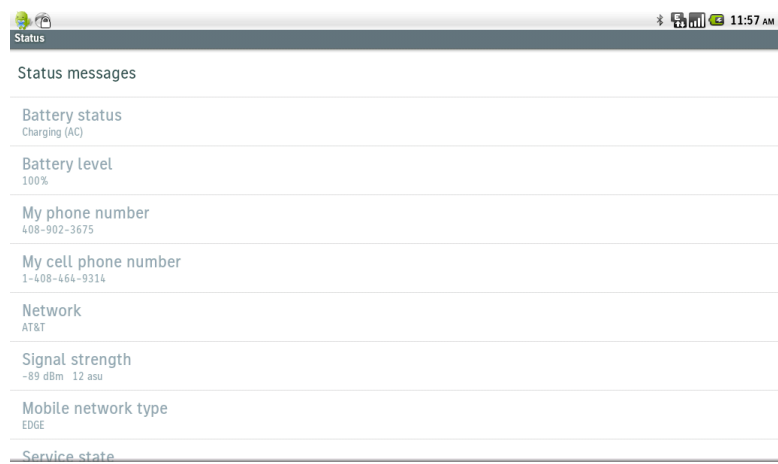 11:57 AM
Status
Status messages
Battery status
Charging (AC)
Battery level
100%
My phone number
408-902-3675
My cell phone number
1-408-464-9314
Network
AT&T
Signal strength
-89 dBm 12 asu
Mobile network type
EDGE
Service state